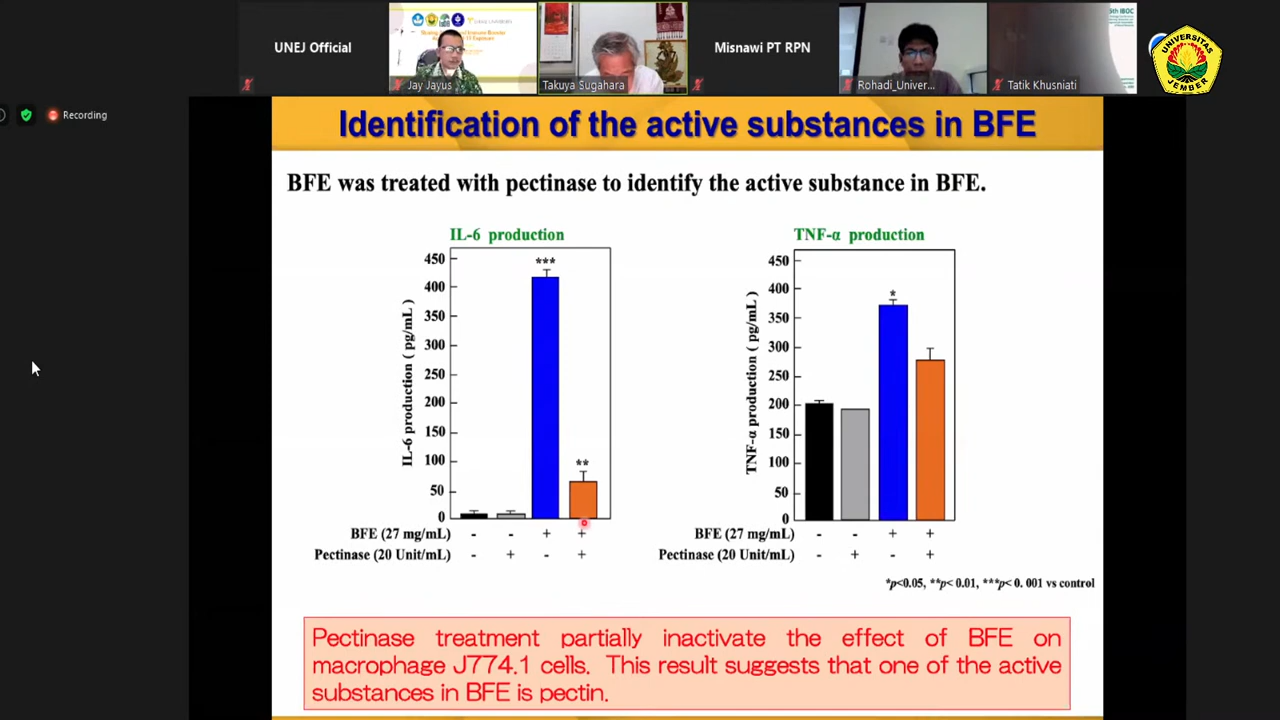 UNEJ Official
Jay Jayus
Takuya Sugahara
Misnawi PT RPN
Rohadi_Univer...
Tatik Khusniati
UNIVERSITAS
JEMBER
Recording
Identification of the active substances in BFE
BFE was treated with pectinase to identify the active substance in BFE.
IL-6 production
IL-6 production ( pg/mL )
450
400
350
300
250
200
150
100
50
0
***
**
BFE (27 mg/mL) - - + +
Pectinase (20 Unit/mL) - + - +
TNF-α production
TNF-α production ( pg/mL )
450
400
350
300
250
200
150
100
50
0
*
BFE (27 mg/mL) - - + +
Pectinase (20 Unit/mL) - + - +
*p<0.05, **p< 0.01, ***p< 0. 001 vs control
Pectinase treatment partially inactivate the effect of BFE on
macrophage J774.1 cells. This result suggests that one of the active
substances in BFE is pectin.